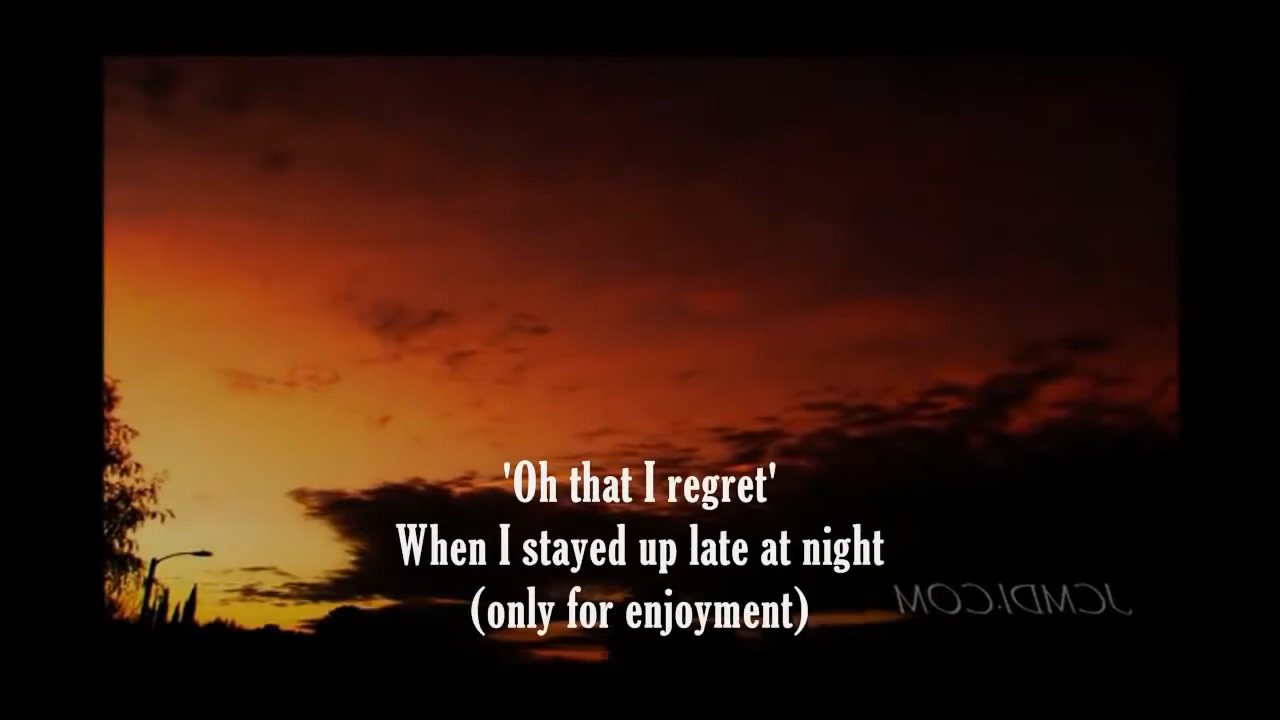 'Oh that I regret'
When I stayed up late at night
(only for enjoyment)
JCMDI.COM